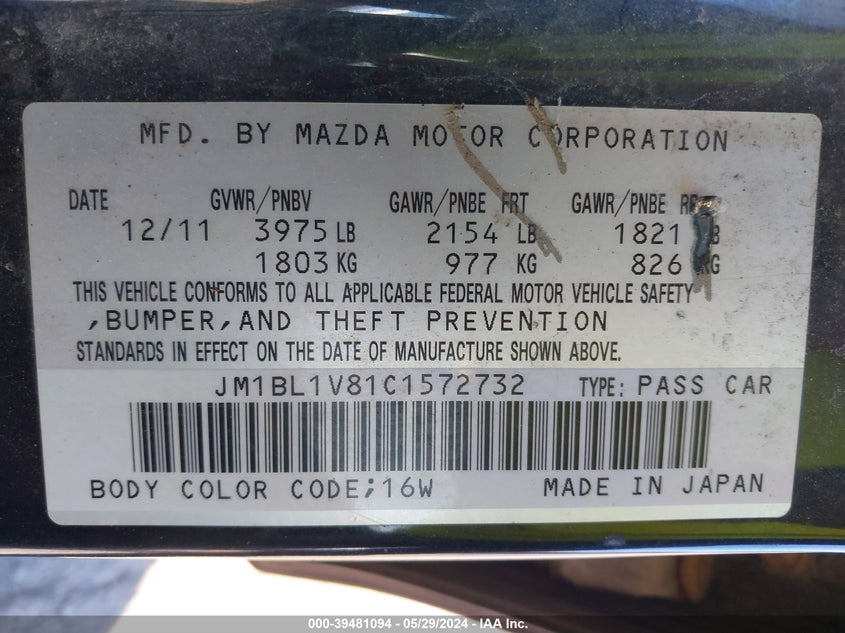 MFD. BY MAZDA MOTOR CORPORATION
DATE GVWR/PNBV GAWR/PNBE FRT GAWR/PNBE
12/11 3975 LB 2154 LB 1821
1803 KG 977 KG 826 KG
THIS VEHICLE CONFORMS TO ALL APPLICABLE FEDERAL MOTOR VEHICLE SAFETY
,BUMPER,AND THEFT PREVENTION
STANDARDS IN EFFECT ON THE DATE OF MANUFACTURE SHOWN ABOVE.
JM1BL1V81C1572732 TYPE: PASS CAR
BODY COLOR CODE;16W MADE IN JAPAN
000-39481094 - 05/29/2024 - IAA Inc.